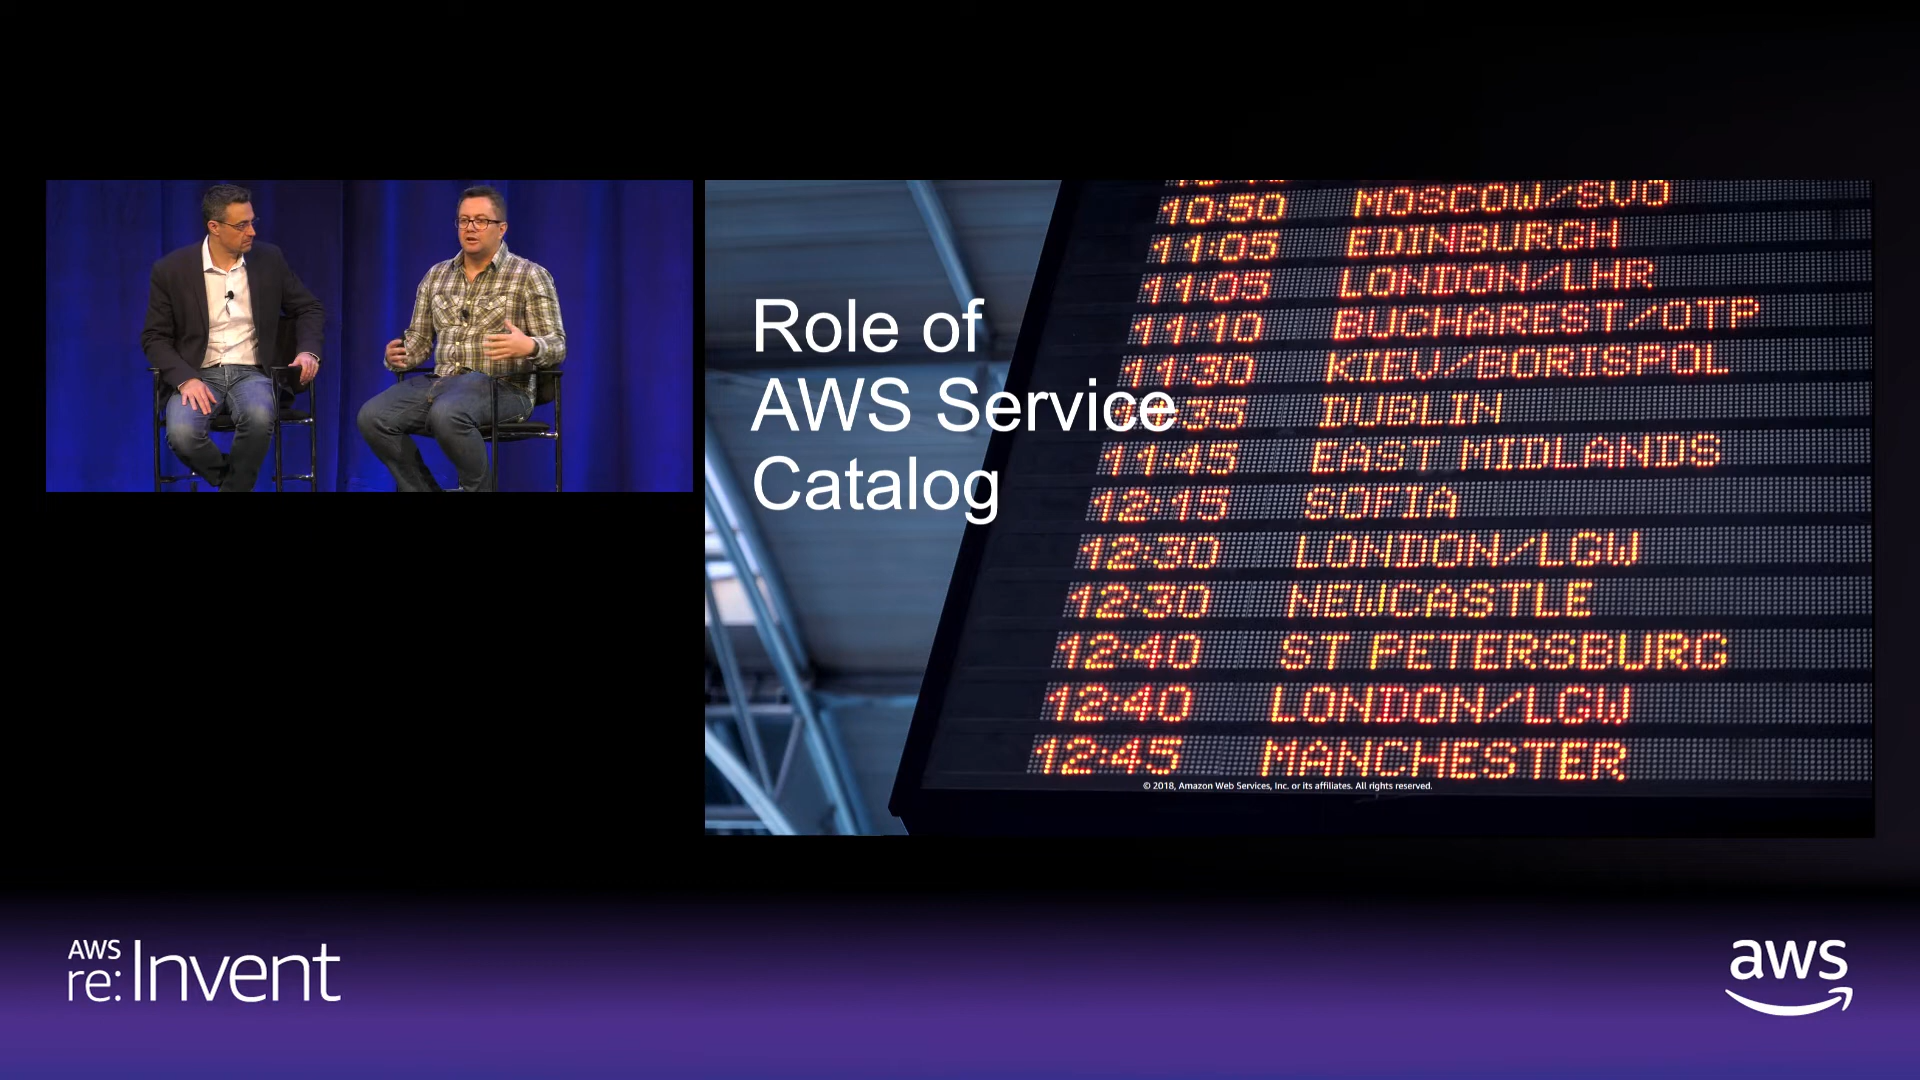 Role of
AWS Service
Catalog
10:50 MOSCOW/SVO
11:05 EDINBURGH
11:05 LONDON/LHR
11:10 BUCHAREST/OTP
11:30 KIEV/BORISPOL
:35 DUBLIN
11:45 EAST MIDLANDS
12:15 SOFIA
12:30 LONDON/LGW
12:30 NEWCASTLE
12:40 ST PETERSBURG
12:40 LONDON/LGW
12:45 MANCHESTER
© 2018, Amazon Web Services, Inc. or its affiliates. All rights reserved.
AWS
re:Invent
aws